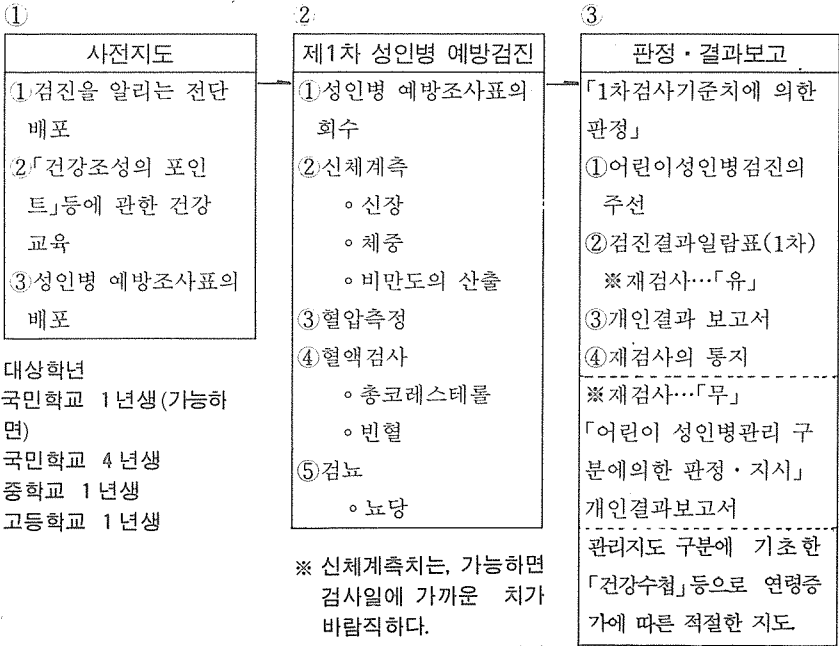 ①
사전지도
①검진을 알리는 전단
배포
②「건강조성의 포인
트」등에 관한 건강
교육
③성인병 예방조사표의
배포
대상학년
국민학교 1년생(가능하
면)
국민학교 4년생
중학교 1년생
고등학교 1년생
②
제1차 성인병 예방검진
①성인병 예방조사표의
회수
②신체계측
∘신장
∘체중
∘비만도의 산출
③혈압측정
④혈액검사
∘총코레스테롤
∘빈혈
⑤검뇨
∘뇨당
※ 신체계측치는, 가능하면
검사일에 가까운 치가
바람직하다.
③
판정·결과보고
「1차검사기준치에 의한
판정」
①어린이성인병검진의
주선
②검진결과일람표(1차)
※재검사…「유」
③개인결과 보고서
④재검사의 통지
※재검사…「무」
「어린이 성인병관리 구
분에의한 판정·지시」
개인결과보고서
관리지도 구분에 기초한
「건강수첩」등으로 연령증
가에 따른 적절한 지도